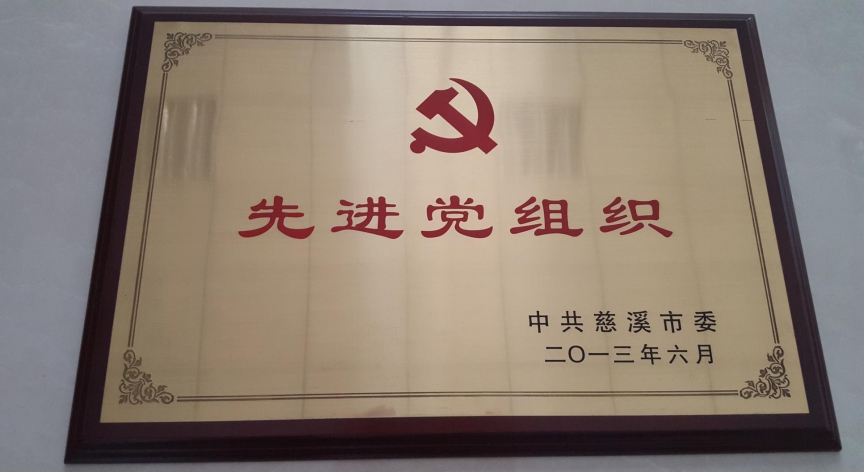 先进党组织
中共慈溪市委
二〇一三年六月